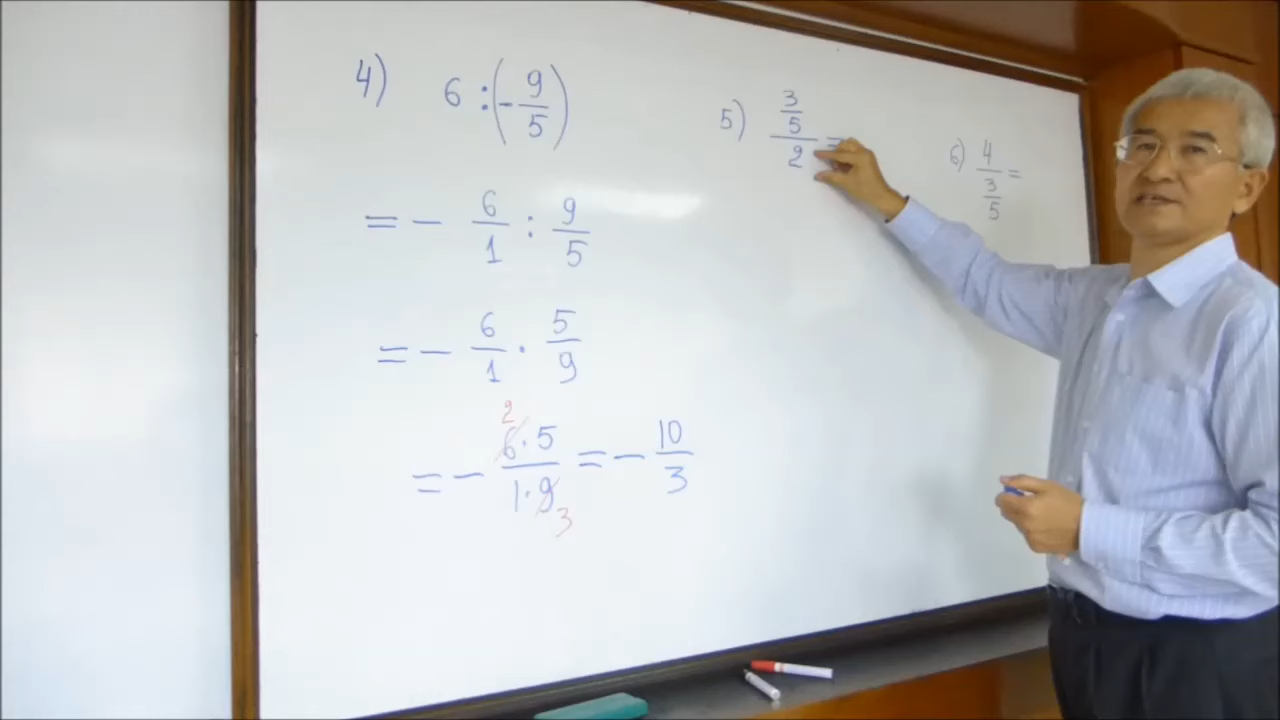 4) 6 : (- 9/5)
= - 6/1 : 9/5
= - 6/1 · 5/9
2
= - 6 · 5 / 1 · 9 = - 10/3
3
5) 3/5 / 2 =
6) 4 / 3/5 =